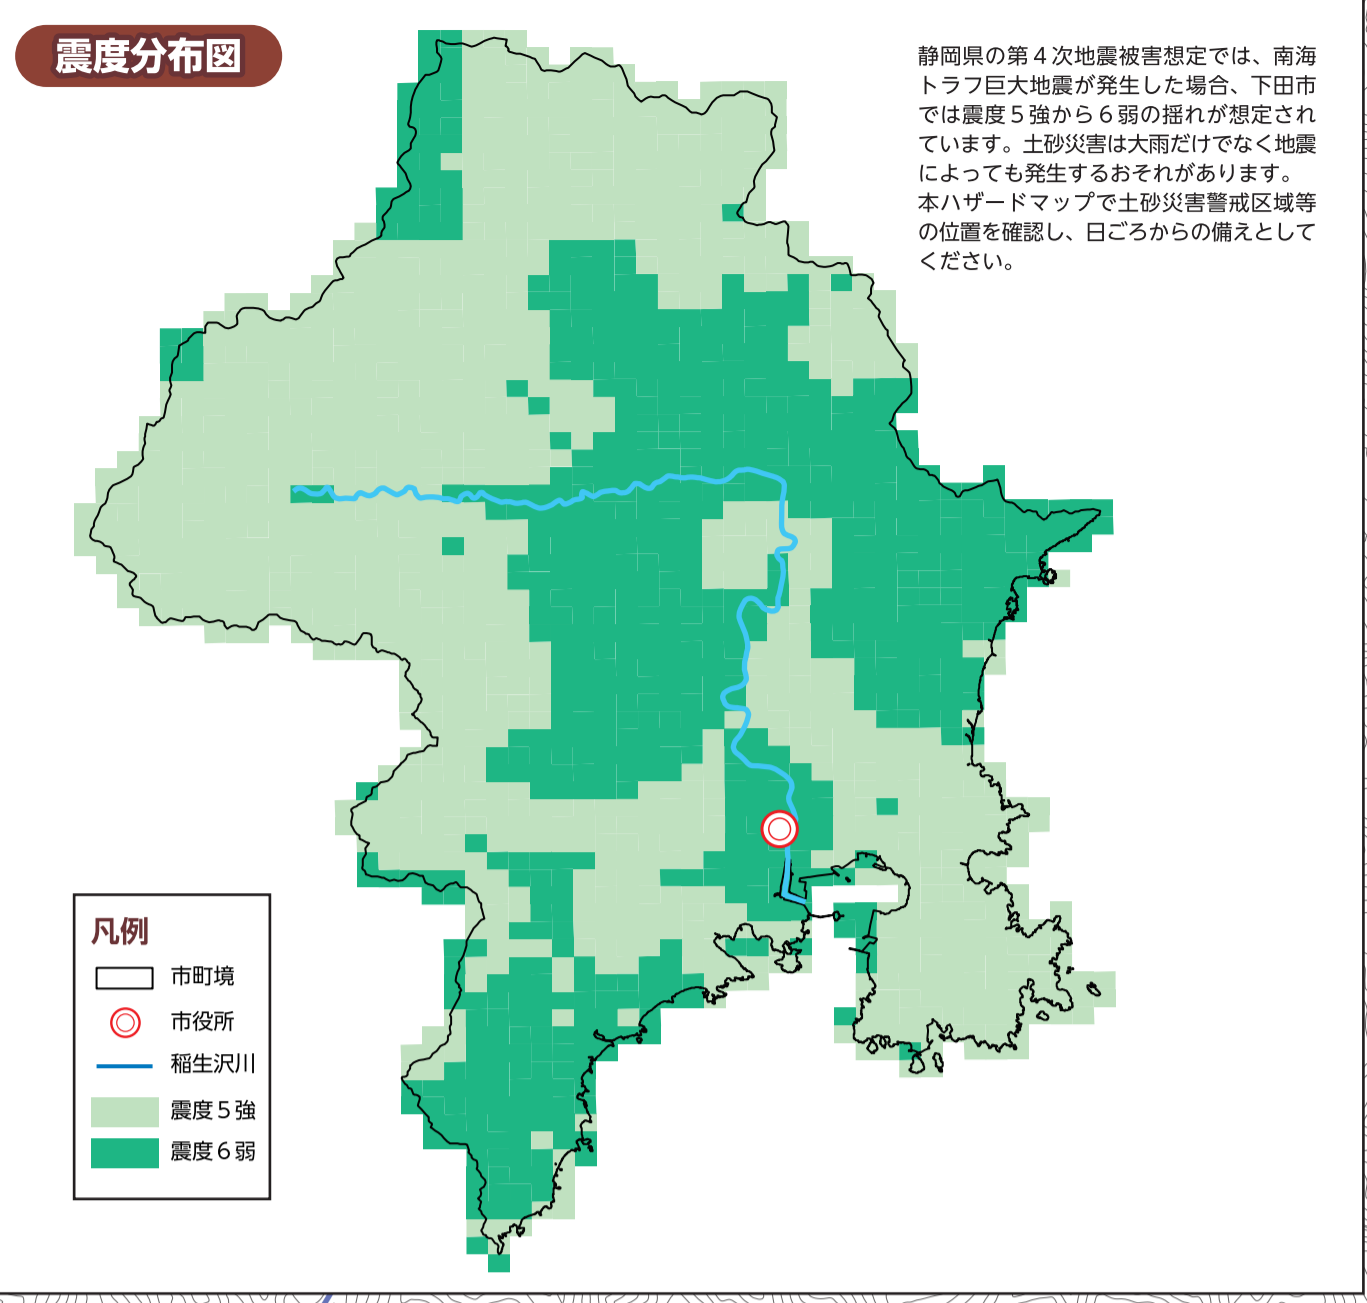 震度分布図
静岡県の第４次地震被害想定では、南海
トラフ巨大地震が発生した場合、下田市
では震度５強から６弱の揺れが想定され
ています。土砂災害は大雨だけでなく地震
によっても発生するおそれがあります。
本ハザードマップで土砂災害警戒区域等
の位置を確認し、日ごろからの備えとして
ください。
凡例
市町境
市役所
稲生沢川
震度５強
震度６弱